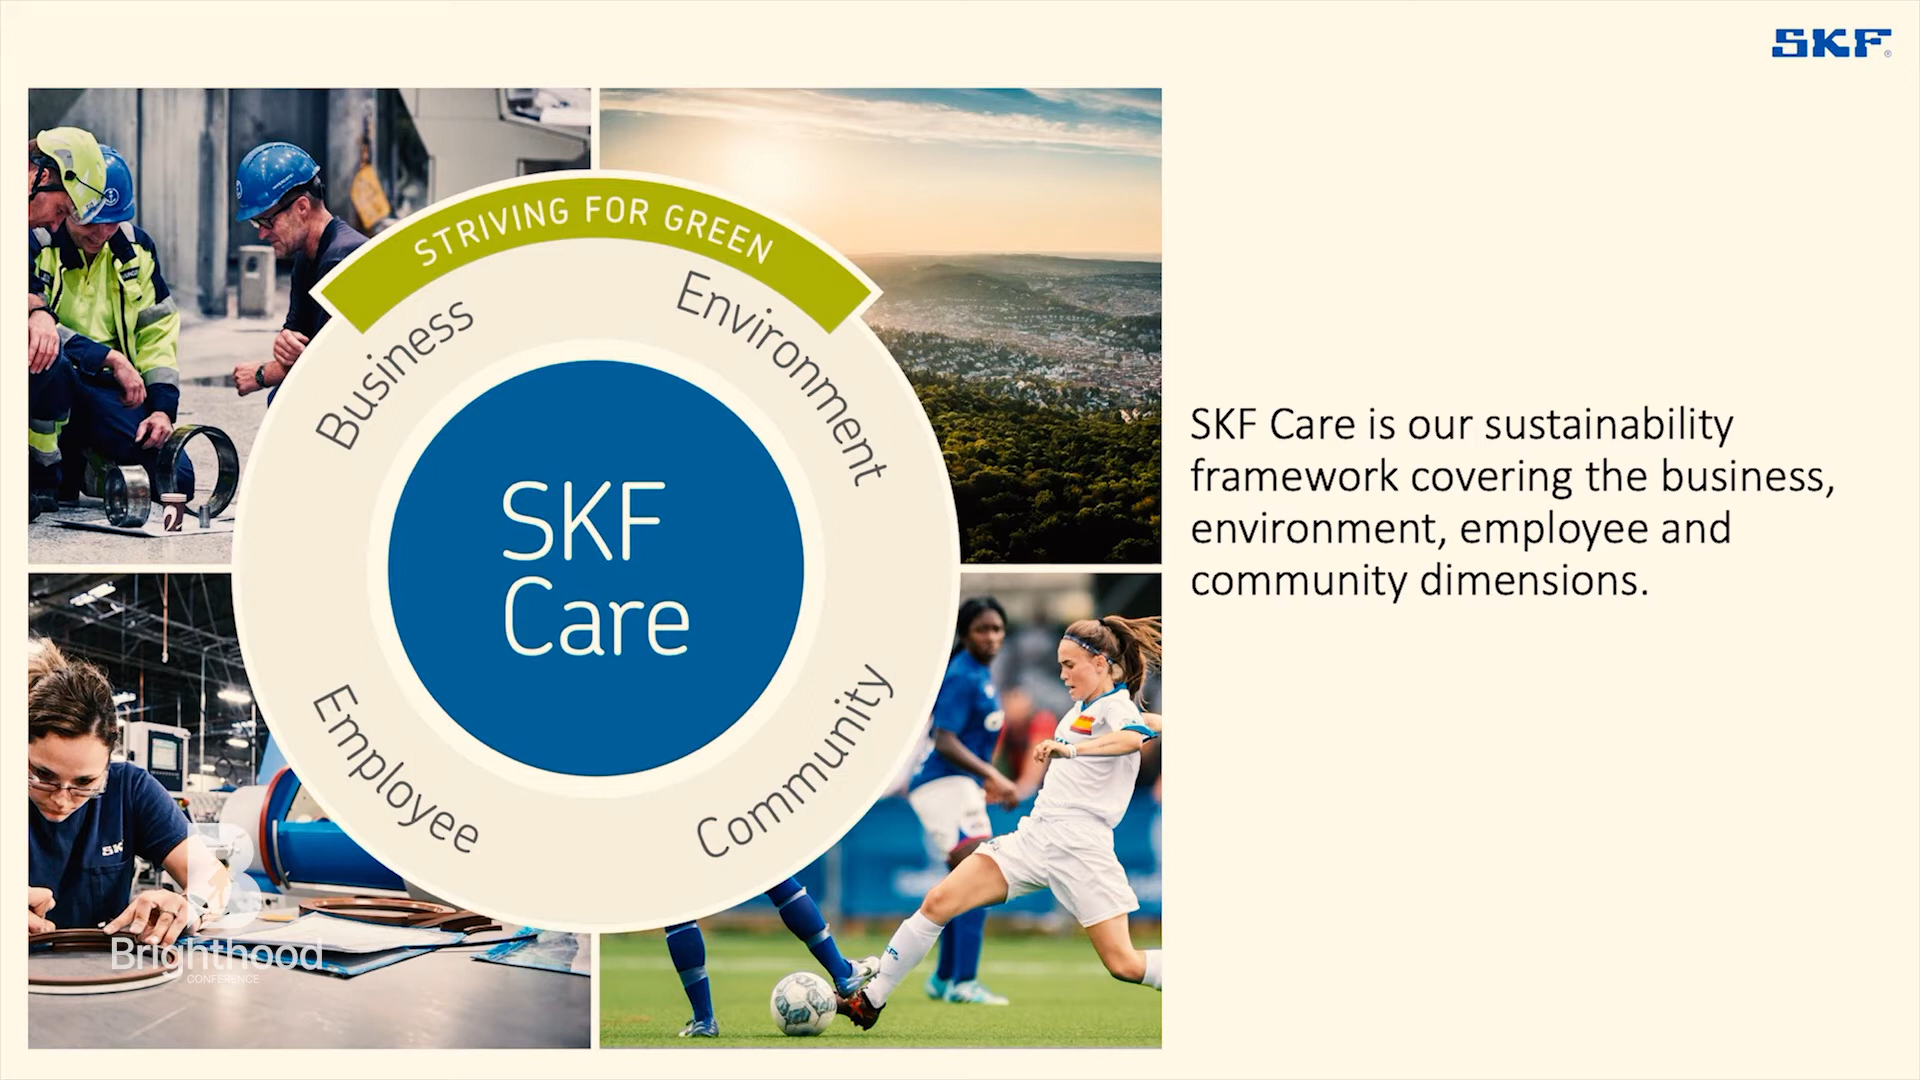 SKF
STRIVING FOR GREEN
Business
Environment
SKF
Care
Employee
Community
SKF Care is our sustainability
framework covering the business,
environment, employee and
community dimensions.
SKF
B
Brighthood
CONFERENCE